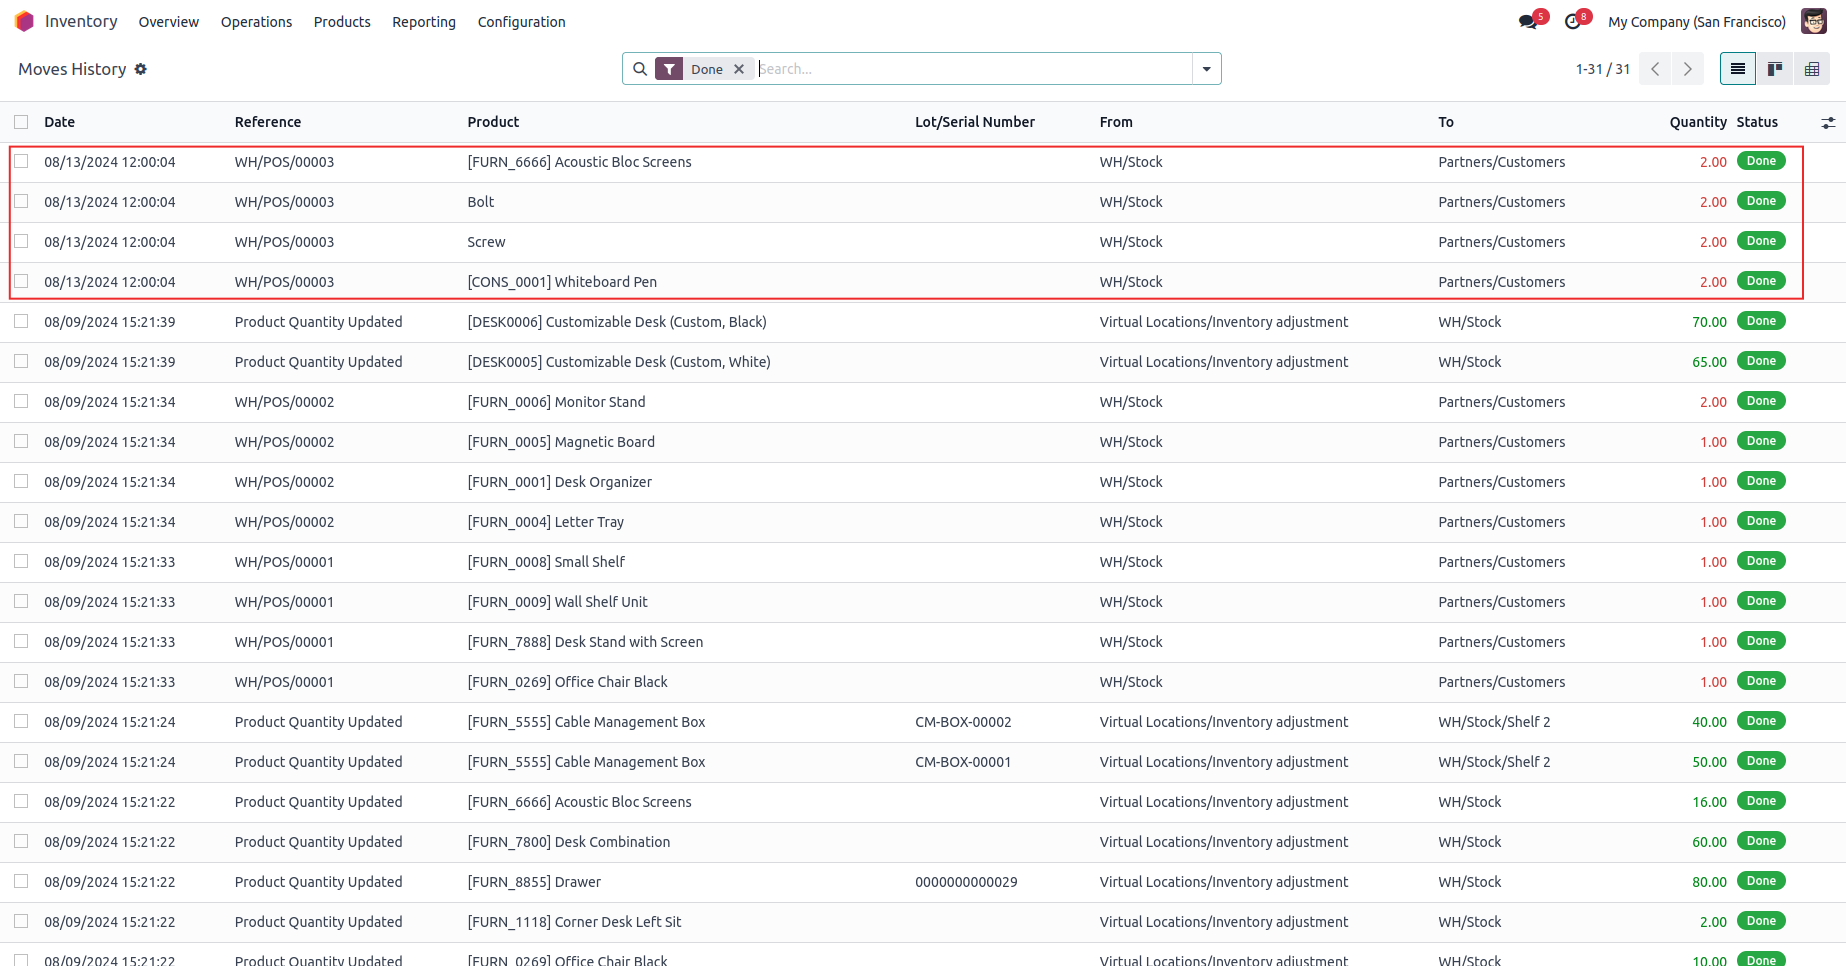 Inventory Overview Operations Products Reporting Configuration 5 8 My Company (San Francisco)
Moves History Done Search... 1-31 / 31
Date Reference Product Lot/Serial Number From To Quantity Status
08/13/2024 12:00:04 WH/POS/00003 [FURN_6666] Acoustic Bloc Screens WH/Stock Partners/Customers 2.00 Done
08/13/2024 12:00:04 WH/POS/00003 Bolt WH/Stock Partners/Customers 2.00 Done
08/13/2024 12:00:04 WH/POS/00003 Screw WH/Stock Partners/Customers 2.00 Done
08/13/2024 12:00:04 WH/POS/00003 [CONS_0001] Whiteboard Pen WH/Stock Partners/Customers 2.00 Done
08/09/2024 15:21:39 Product Quantity Updated [DESK0006] Customizable Desk (Custom, Black) Virtual Locations/Inventory adjustment WH/Stock 70.00 Done
08/09/2024 15:21:39 Product Quantity Updated [DESK0005] Customizable Desk (Custom, White) Virtual Locations/Inventory adjustment WH/Stock 65.00 Done
08/09/2024 15:21:34 WH/POS/00002 [FURN_0006] Monitor Stand WH/Stock Partners/Customers 2.00 Done
08/09/2024 15:21:34 WH/POS/00002 [FURN_0005] Magnetic Board WH/Stock Partners/Customers 1.00 Done
08/09/2024 15:21:34 WH/POS/00002 [FURN_0001] Desk Organizer WH/Stock Partners/Customers 1.00 Done
08/09/2024 15:21:34 WH/POS/00002 [FURN_0004] Letter Tray WH/Stock Partners/Customers 1.00 Done
08/09/2024 15:21:33 WH/POS/00001 [FURN_0008] Small Shelf WH/Stock Partners/Customers 1.00 Done
08/09/2024 15:21:33 WH/POS/00001 [FURN_0009] Wall Shelf Unit WH/Stock Partners/Customers 1.00 Done
08/09/2024 15:21:33 WH/POS/00001 [FURN_7888] Desk Stand with Screen WH/Stock Partners/Customers 1.00 Done
08/09/2024 15:21:33 WH/POS/00001 [FURN_0269] Office Chair Black WH/Stock Partners/Customers 1.00 Done
08/09/2024 15:21:24 Product Quantity Updated [FURN_5555] Cable Management Box CM-BOX-00002 Virtual Locations/Inventory adjustment WH/Stock/Shelf 2 40.00 Done
08/09/2024 15:21:24 Product Quantity Updated [FURN_5555] Cable Management Box CM-BOX-00001 Virtual Locations/Inventory adjustment WH/Stock/Shelf 2 50.00 Done
08/09/2024 15:21:22 Product Quantity Updated [FURN_6666] Acoustic Bloc Screens Virtual Locations/Inventory adjustment WH/Stock 16.00 Done
08/09/2024 15:21:22 Product Quantity Updated [FURN_7800] Desk Combination Virtual Locations/Inventory adjustment WH/Stock 60.00 Done
08/09/2024 15:21:22 Product Quantity Updated [FURN_8855] Drawer 0000000000029 Virtual Locations/Inventory adjustment WH/Stock 80.00 Done
08/09/2024 15:21:22 Product Quantity Updated [FURN_1118] Corner Desk Left Sit Virtual Locations/Inventory adjustment WH/Stock 2.00 Done
08/09/2024 15:21:22 Product Quantity Updated [FURN_0269] Office Chair Black Virtual Locations/Inventory adjustment WH/Stock 10.00 Done